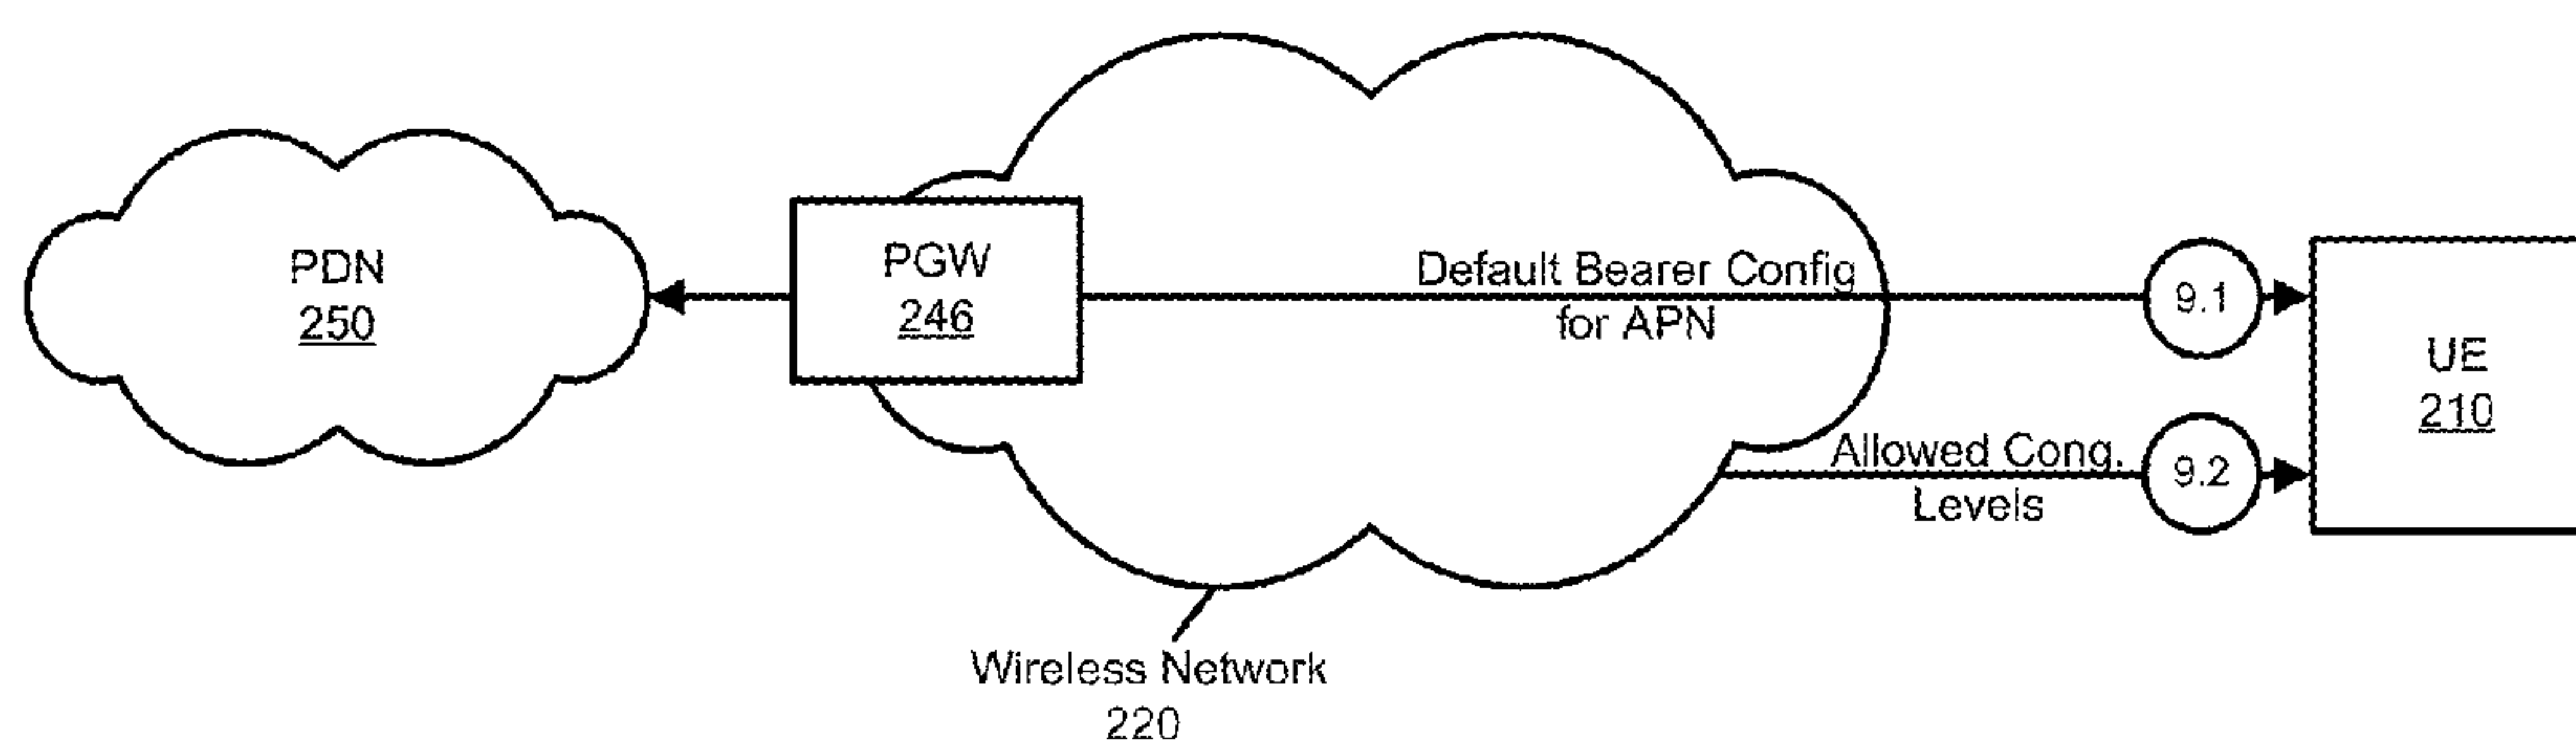 PDN
250
PGW
246
Default Bearer Config
for APN
9.1
Allowed Cong.
Levels
9.2
UE
210
Wireless Network
220